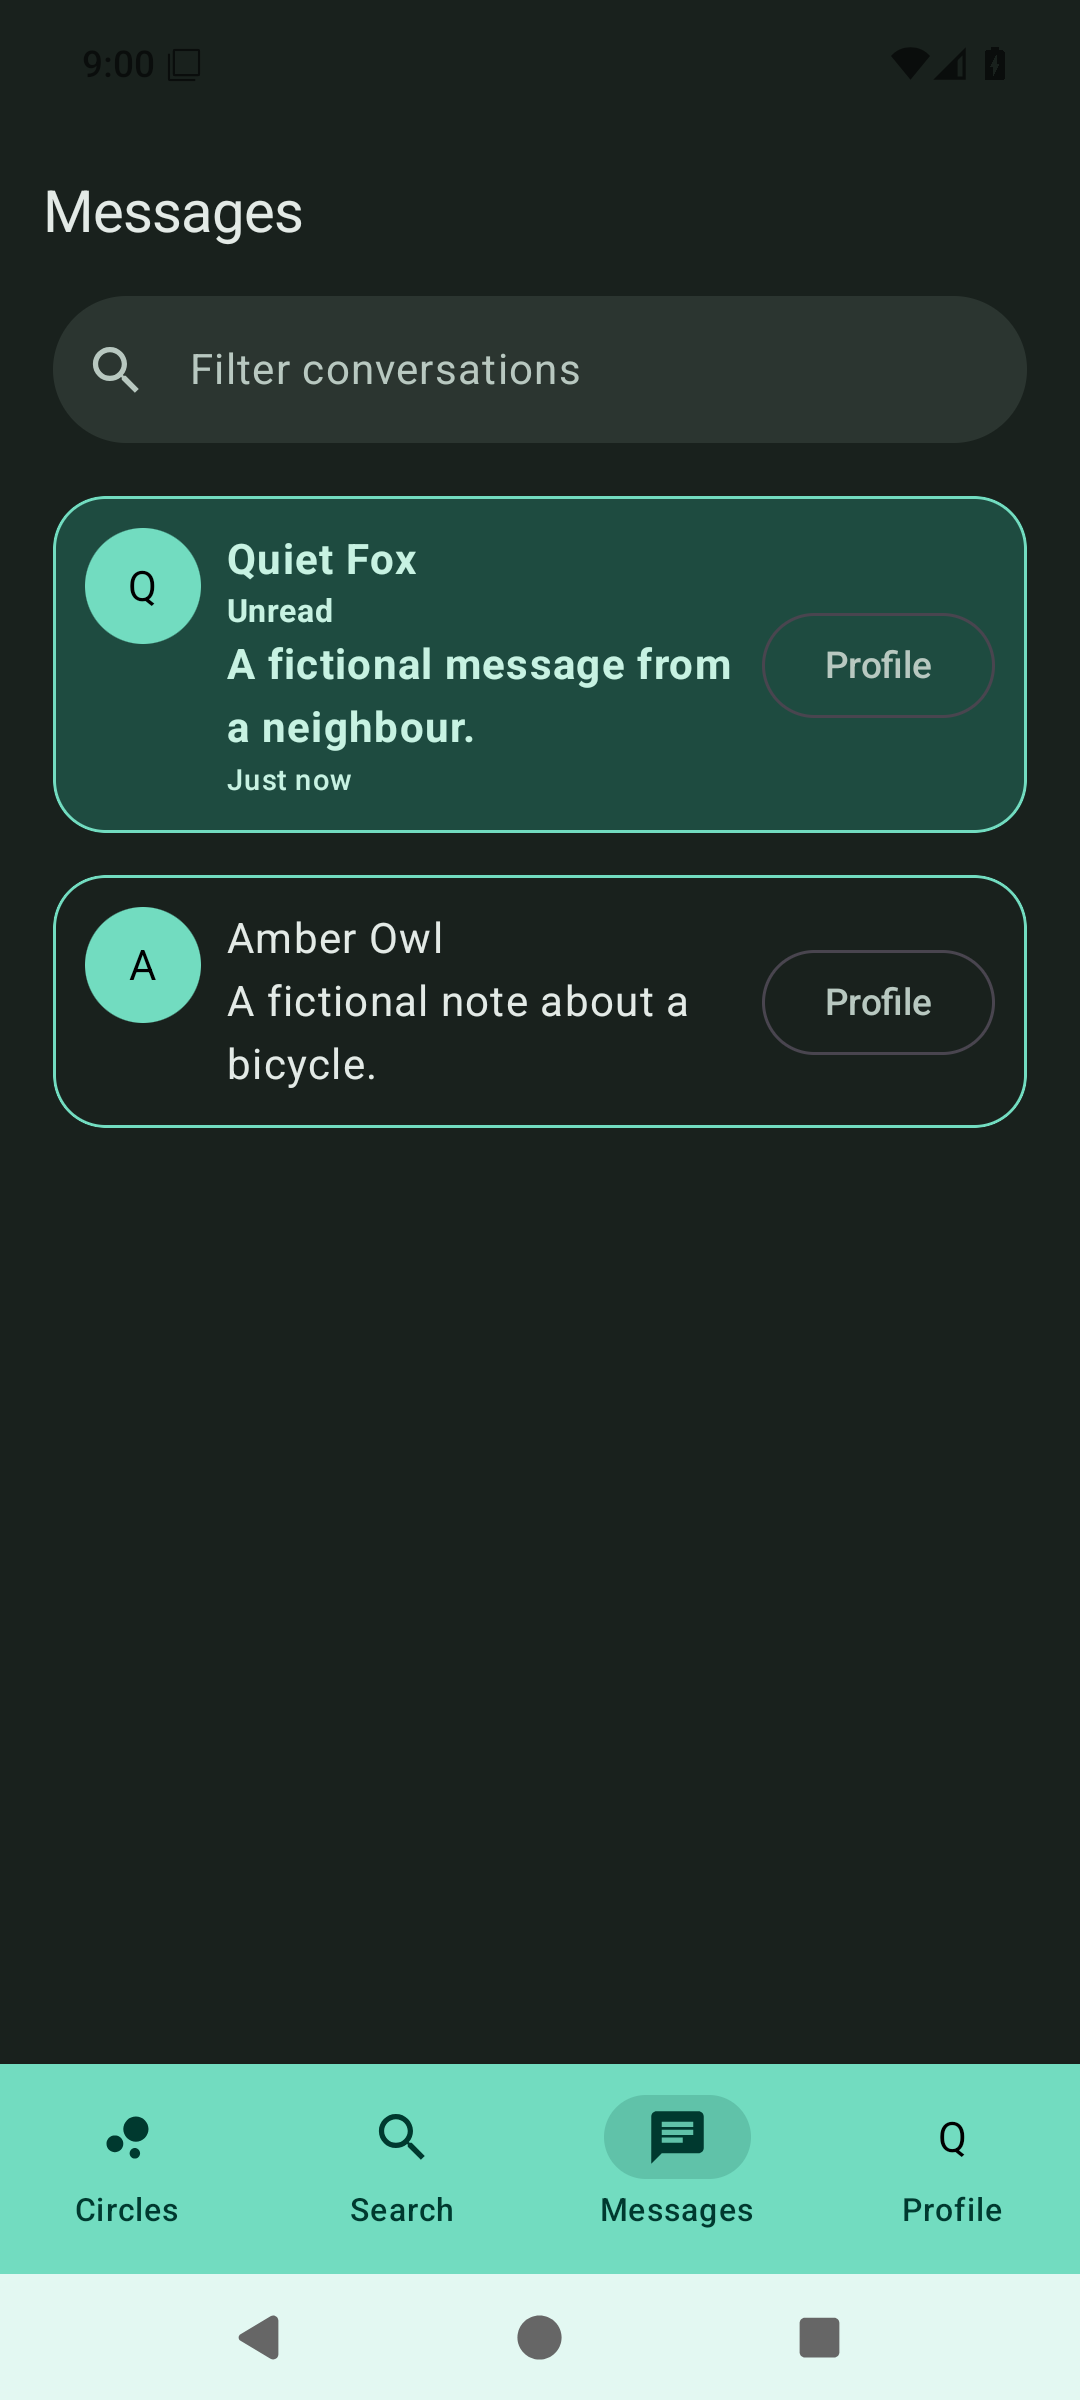 9:00
Messages
Filter conversations
Q
Quiet Fox
Unread
A fictional message from
a neighbour.
Just now
Profile
A
Amber Owl
A fictional note about a
bicycle.
Profile
Q
Circles
Search
Messages
Profile